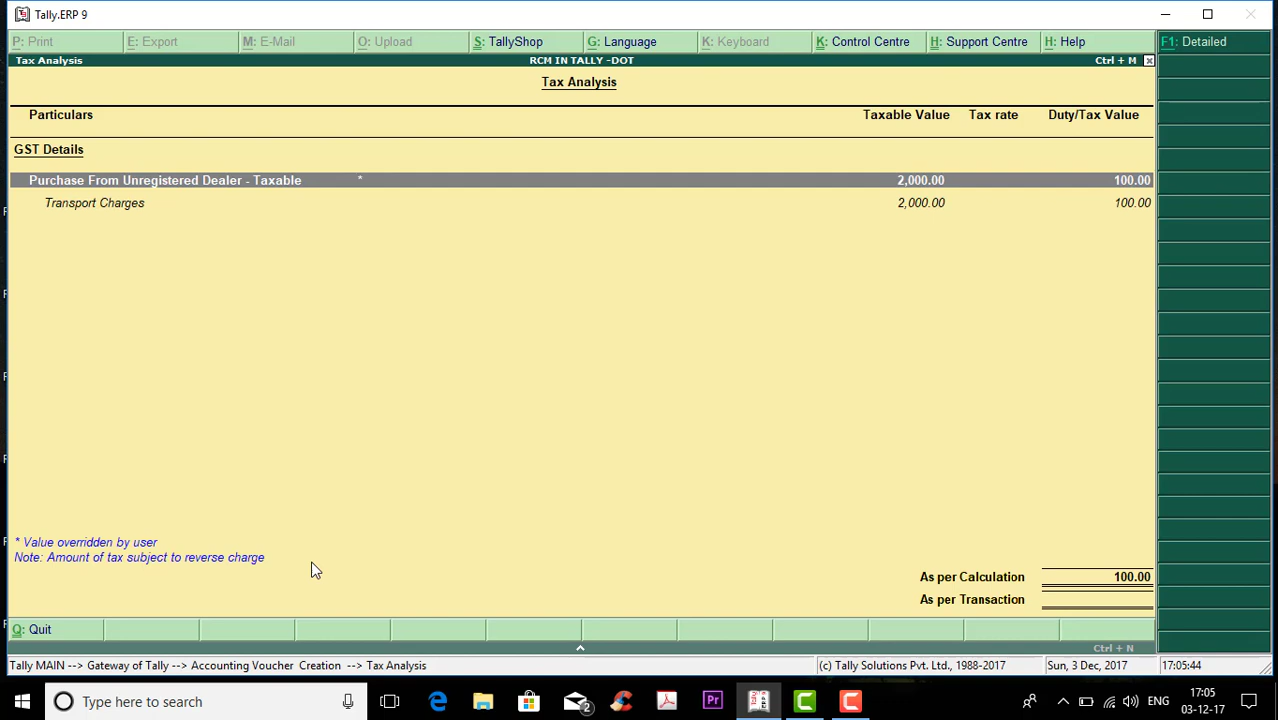 Tally.ERP 9
P: Print E: Export M: E-Mail O: Upload S: TallyShop G: Language K: Keyboard K: Control Centre H: Support Centre H: Help F1: Detailed
Tax Analysis RCM IN TALLY -DOT Ctrl + M
Tax Analysis
Particulars Taxable Value Tax rate Duty/Tax Value
GST Details
Purchase From Unregistered Dealer - Taxable * 2,000.00 100.00
Transport Charges 2,000.00 100.00
* Value overridden by user
Note: Amount of tax subject to reverse charge
As per Calculation 100.00
As per Transaction
Q: Quit
Ctrl + N
Tally MAIN --> Gateway of Tally --> Accounting Voucher Creation --> Tax Analysis (c) Tally Solutions Pvt. Ltd., 1988-2017 Sun, 3 Dec, 2017 17:05:44
Type here to search 2 Pr ENG 17:05
03-12-17